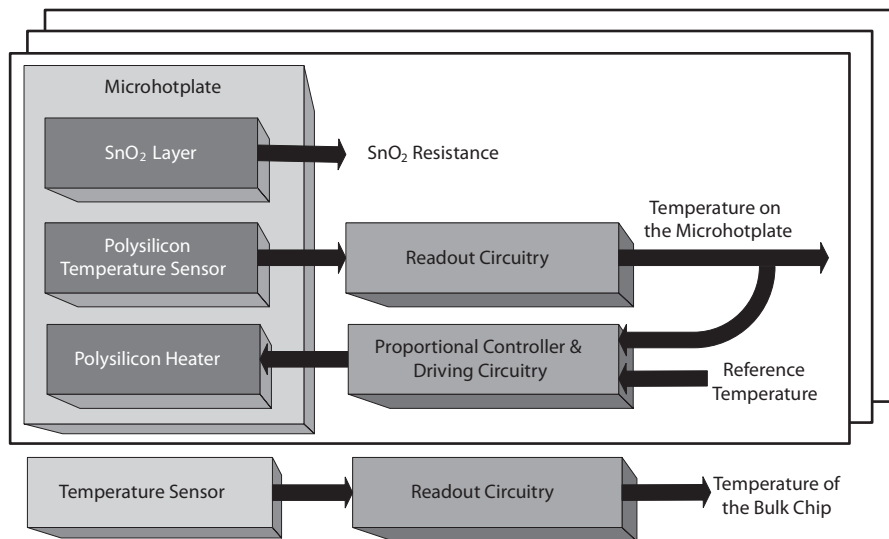 Microhotplate
SnO₂ Layer
SnO₂ Resistance
Polysilicon
Temperature Sensor
Readout Circuitry
Temperature on
the Microhotplate
Polysilicon Heater
Proportional Controller &
Driving Circuitry
Reference
Temperature
Temperature Sensor
Readout Circuitry
Temperature of
the Bulk Chip